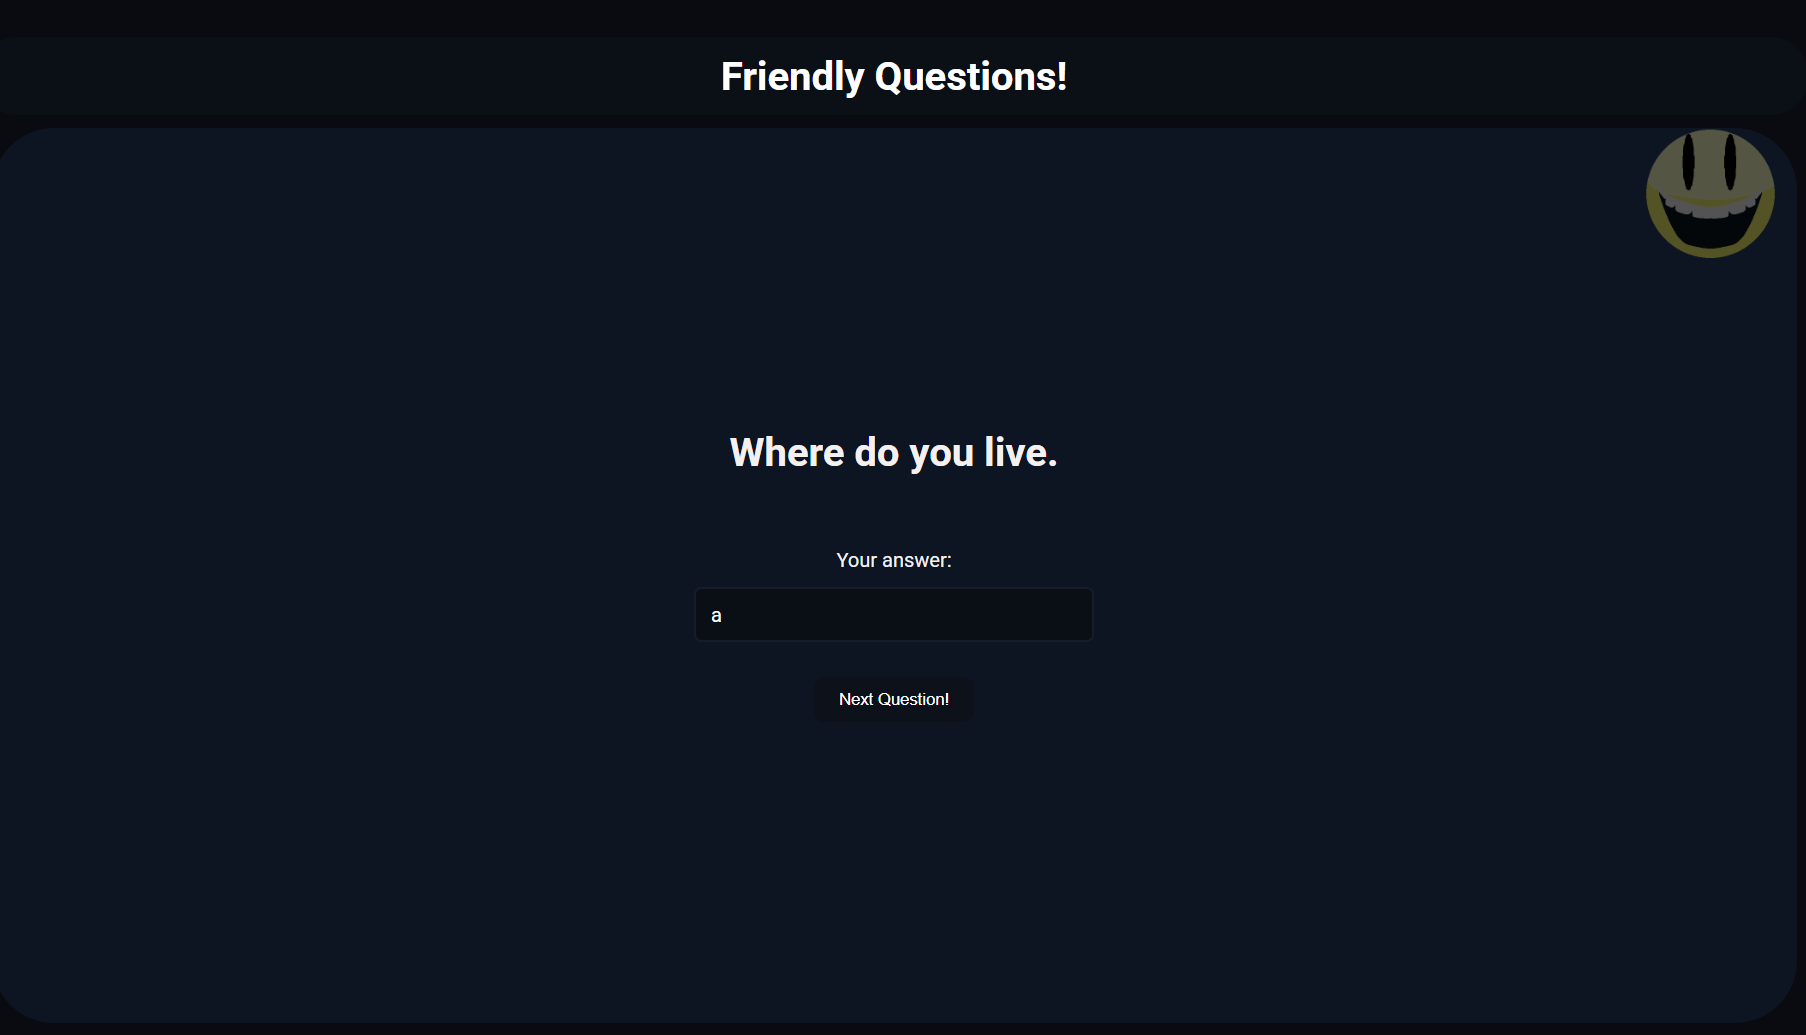 Friendly Questions!
Where do you live.
Your answer:
a
Next Question!